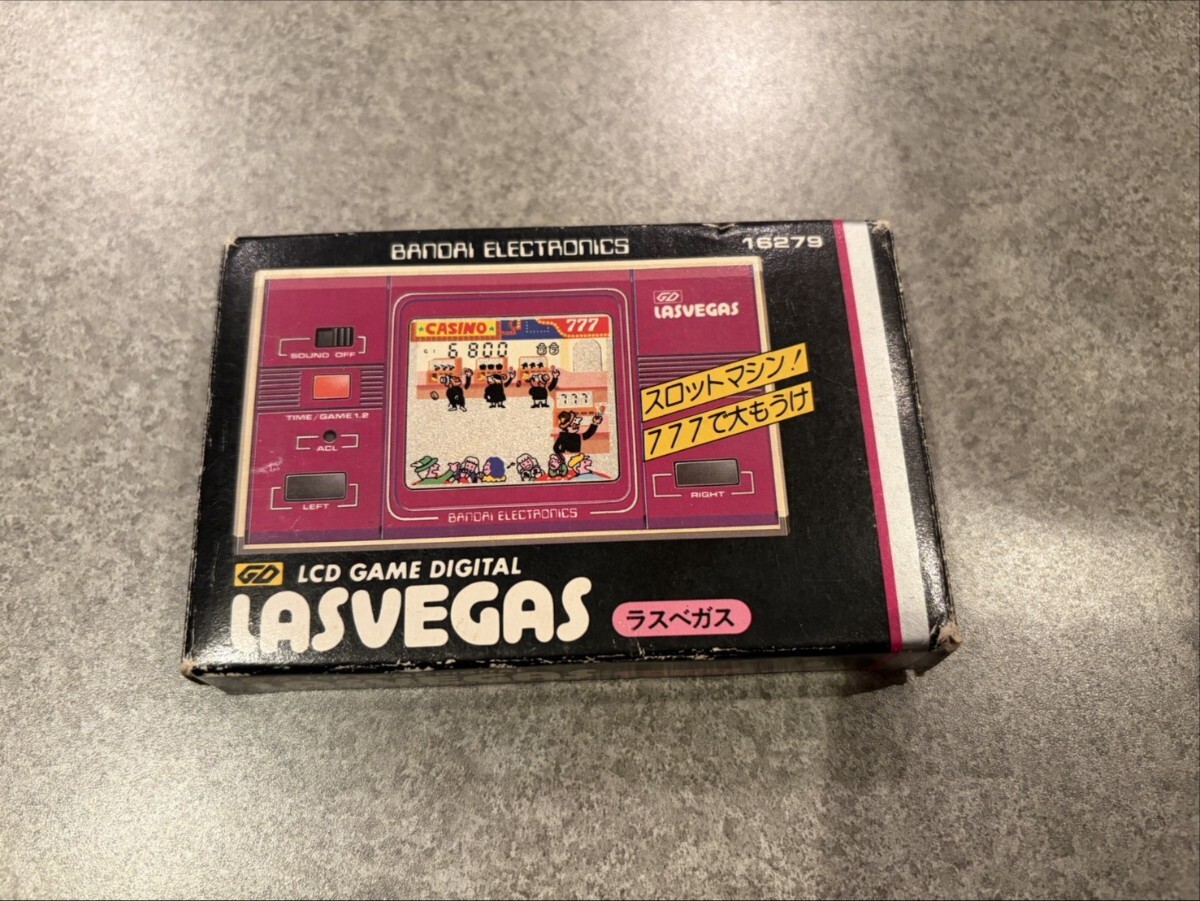 BANDAI ELECTRONICS
16279
GD
LASVEGAS
SOUND OFF
TIME/GAME 1.2
ACL
LEFT
CASINO
777
6800
777
スロットマシン!
777で大もうけ
RIGHT
BANDAI ELECTRONICS
GD LCD GAME DIGITAL
LASVEGAS
ラスベガス